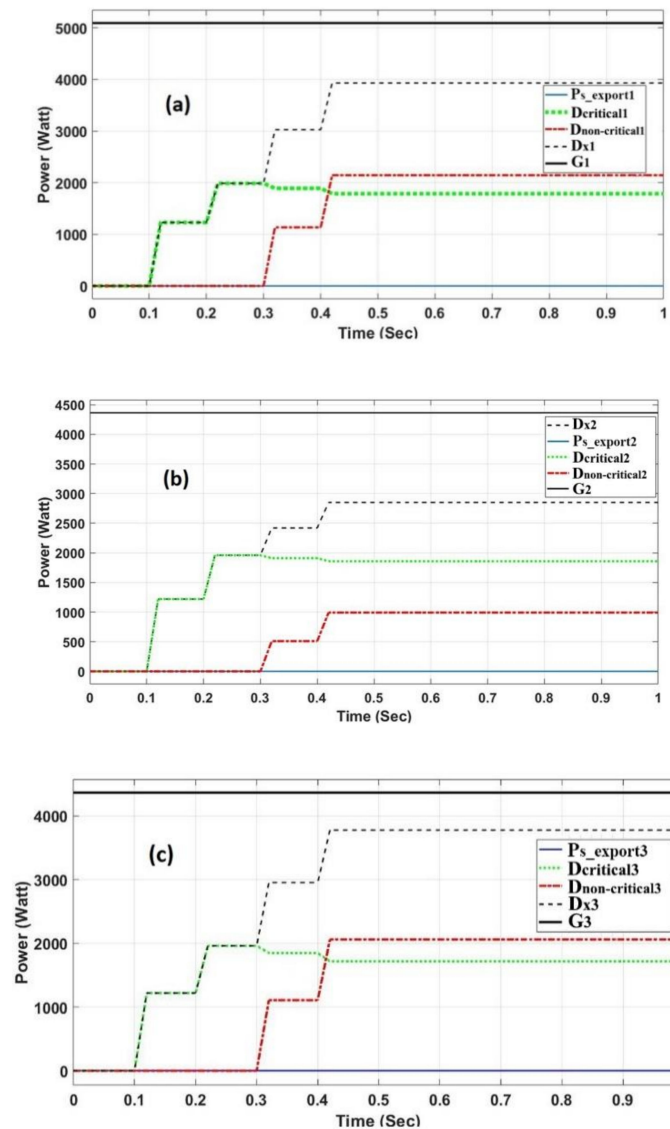 5000
4000
3000
2000
1000
0
Power (Watt)
(a)
Ps_export1
Dcritical1
Dnon-critical1
Dx1
G1
0 0.1 0.2 0.3 0.4 0.5 0.6 0.7 0.8 0.9 1
Time (Sec)
4500
4000
3500
3000
2500
2000
1500
1000
500
0
Power (Watt)
(b)
Dx2
Ps_export2
Dcritical2
Dnon-critical2
G2
0 0.1 0.2 0.3 0.4 0.5 0.6 0.7 0.8 0.9 1
Time (Sec)
4000
3000
2000
1000
0
Power (Watt)
(c)
Ps_export3
Dcritical3
Dnon-critical3
Dx3
G3
0 0.1 0.2 0.3 0.4 0.5 0.6 0.7 0.8 0.9
Time (Sec)